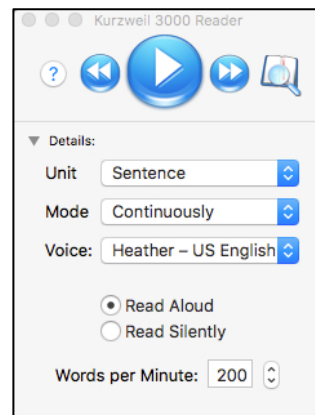 Kurzweil 3000 Reader
?
Details:
Unit Sentence
Mode Continuously
Voice: Heather – US English
Read Aloud
Read Silently
Words per Minute: 200